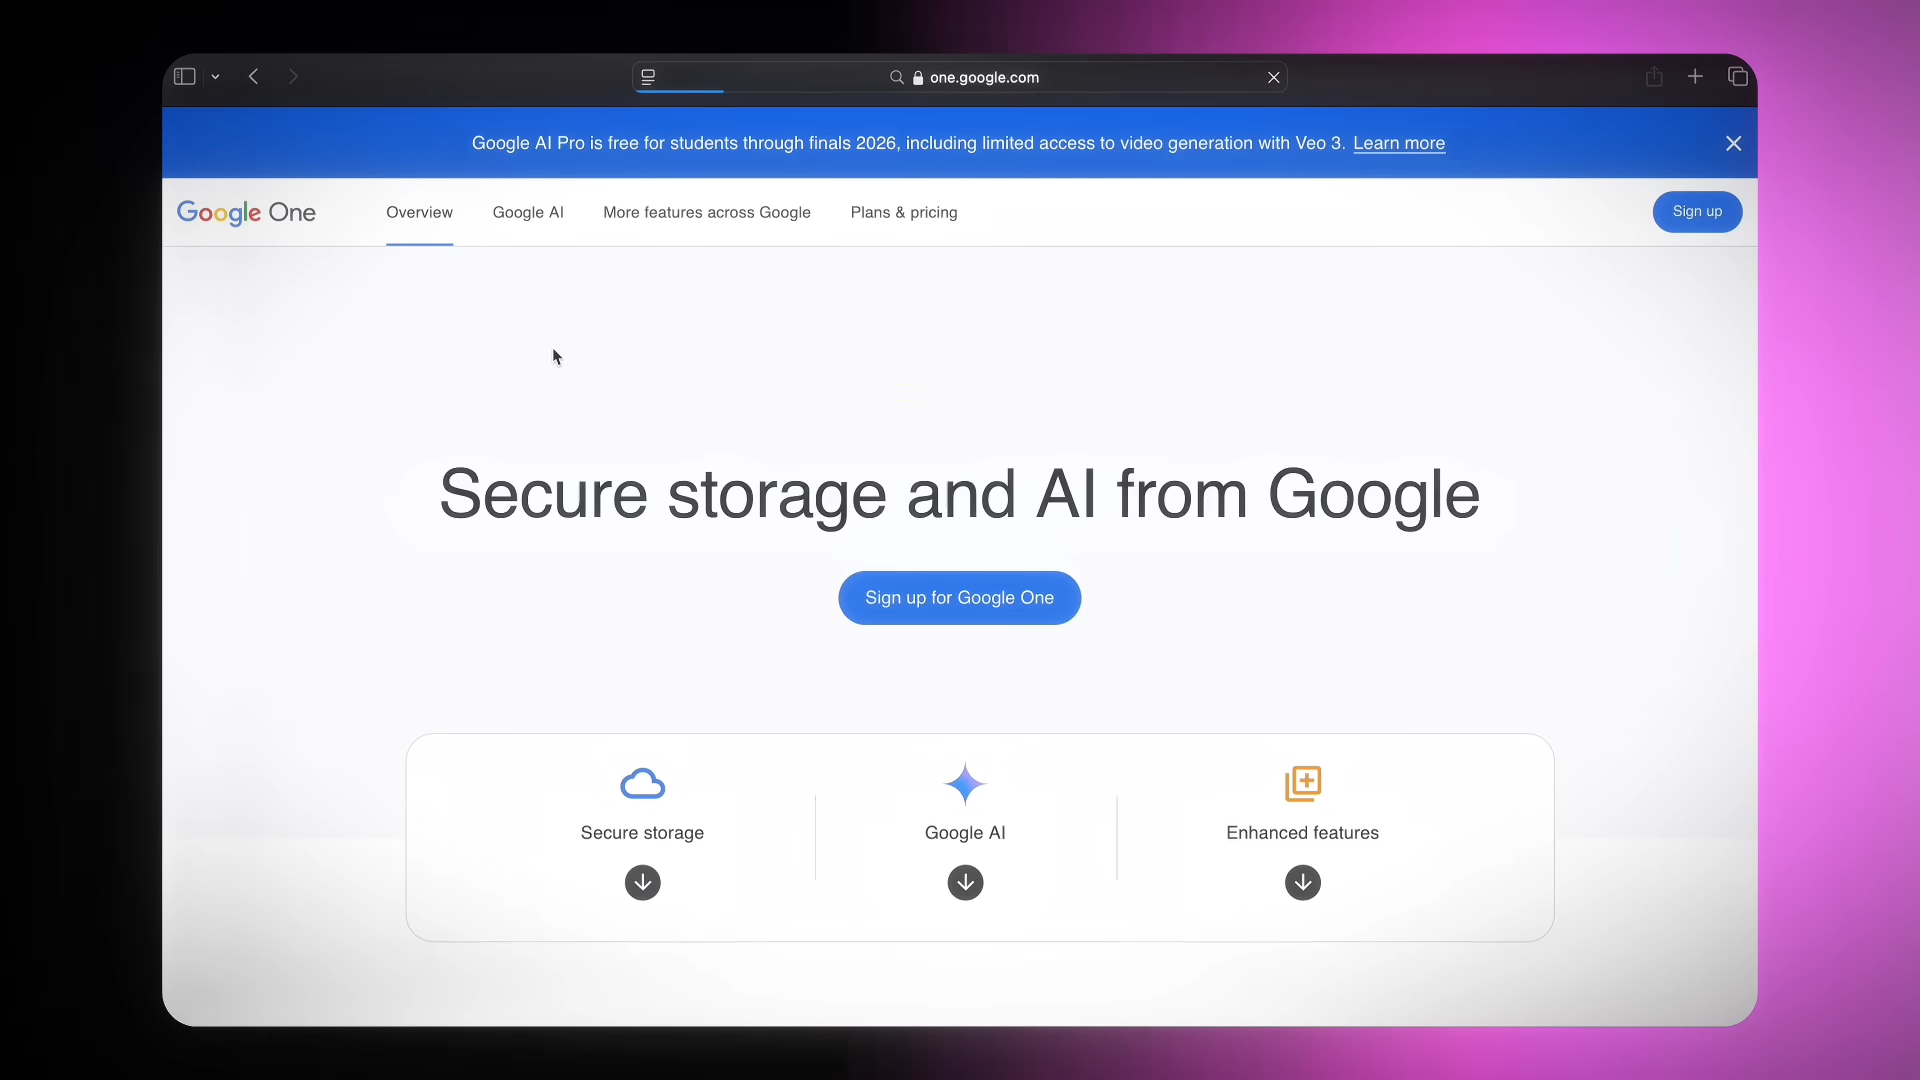 one.google.com
Google AI Pro is free for students through finals 2026, including limited access to video generation with Veo 3. Learn more
Google One
Overview
Google AI
More features across Google
Plans & pricing
Sign up
Secure storage and AI from Google
Sign up for Google One
Secure storage
Google AI
Enhanced features